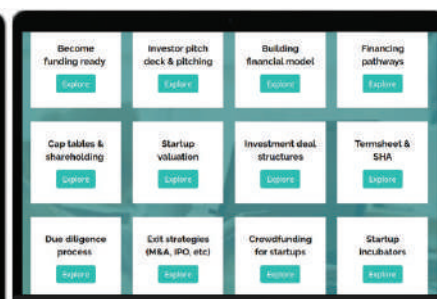 Become
funding ready
Explore
Investor pitch
deck & pitching
Explore
Building
financial model
Explore
Financing
pathways
Explore
Cap tables &
shareholding
Explore
Startup
valuation
Explore
Investment deal
structures
Explore
Termsheet &
SHA
Explore
Due diligence
process
Explore
Exit strategies
(M&A, IPO, etc)
Explore
Crowdfunding
for startups
Explore
Startup
incubators
Explore